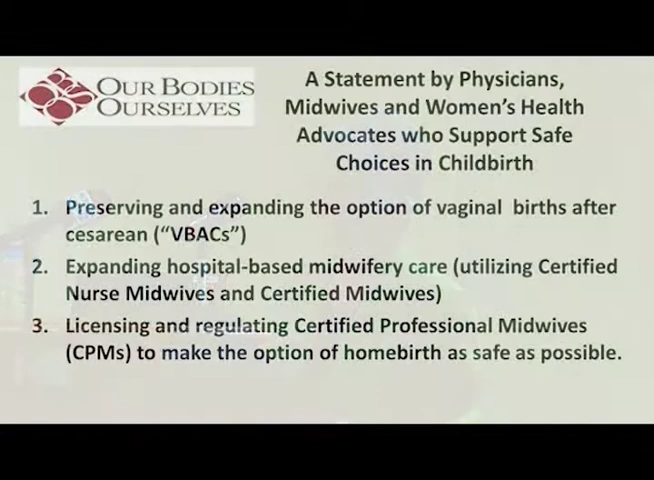 OUR BODIES
OURSELVES
A Statement by Physicians,
Midwives and Women's Health
Advocates who Support Safe
Choices in Childbirth
1. Preserving and expanding the option of vaginal births after
cesarean ("VBACs")
2. Expanding hospital-based midwifery care (utilizing Certified
Nurse Midwives and Certified Midwives)
3. Licensing and regulating Certified Professional Midwives
(CPMs) to make the option of homebirth as safe as possible.